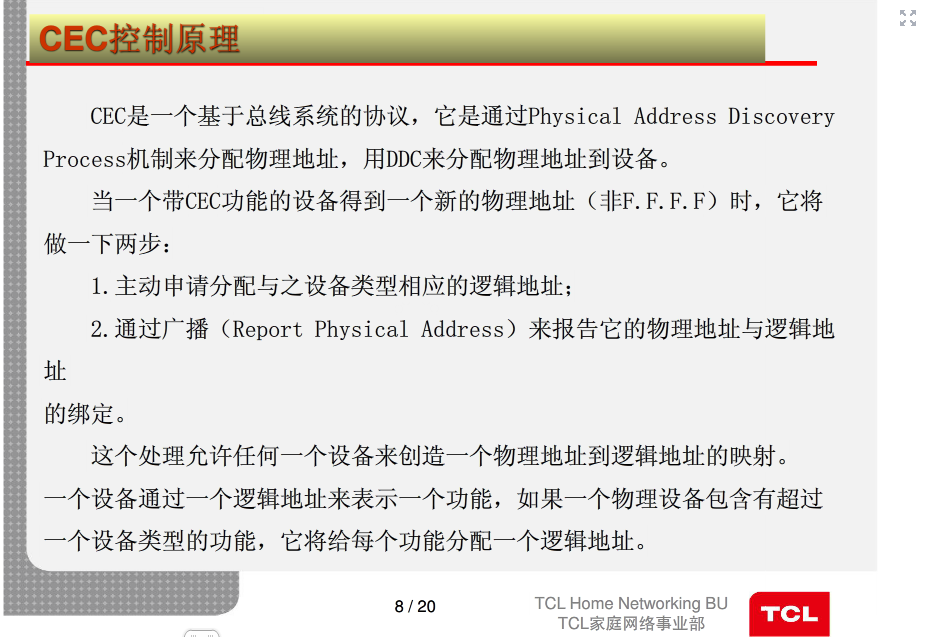 CEC控制原理
CEC是一个基于总线系统的协议，它是通过Physical Address Discovery
Process机制来分配物理地址，用DDC来分配物理地址到设备。
当一个带CEC功能的设备得到一个新的物理地址（非F.F.F.F）时，它将
做一下两步：
1.主动申请分配与之设备类型相应的逻辑地址；
2.通过广播（Report Physical Address）来报告它的物理地址与逻辑地
址
的绑定。
这个处理允许任何一个设备来创造一个物理地址到逻辑地址的映射。
一个设备通过一个逻辑地址来表示一个功能，如果一个物理设备包含有超过
一个设备类型的功能，它将给每个功能分配一个逻辑地址。
8 / 20
TCL Home Networking BU
TCL家庭网络事业部
TCL